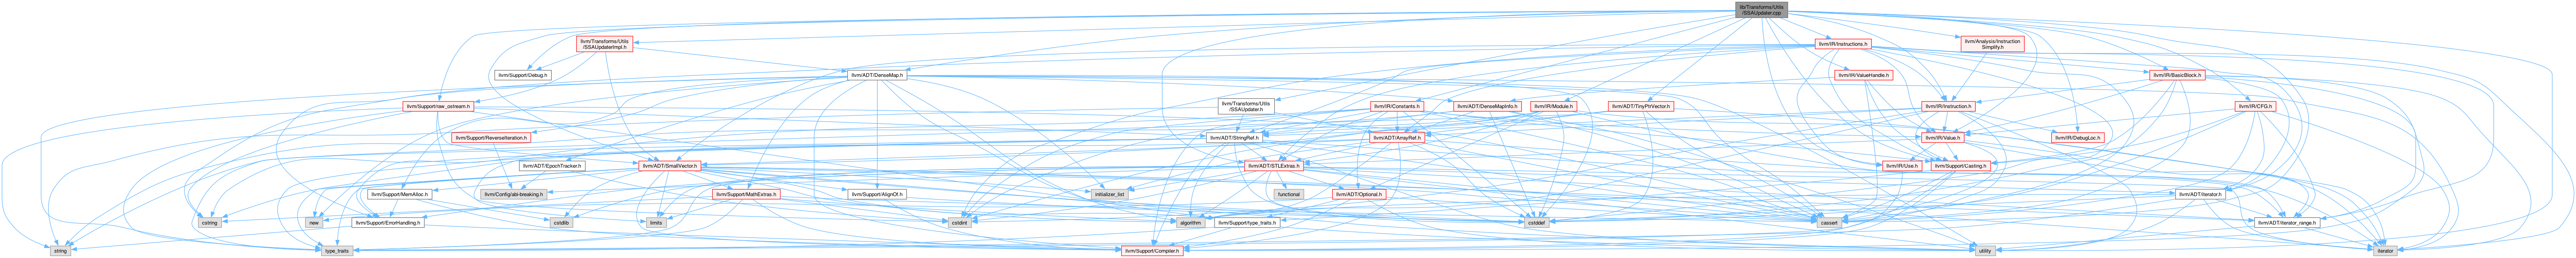 lib/Transforms/Utils
/SSAUpdater.cpp
llvm/Transforms/Utils
/SSAUpdaterImpl.h
llvm/IR/Instructions.h
llvm/Analysis/Instruction
Simplify.h
llvm/Support/Debug.h
llvm/ADT/DenseMap.h
llvm/IR/ValueHandle.h
llvm/IR/BasicBlock.h
llvm/Support/raw_ostream.h
llvm/Transforms/Utils
/SSAUpdater.h
llvm/IR/Constants.h
llvm/ADT/DenseMapInfo.h
llvm/IR/Module.h
llvm/ADT/TinyPtrVector.h
llvm/IR/Instruction.h
llvm/IR/CFG.h
llvm/Support/ReverseIteration.h
llvm/ADT/StringRef.h
llvm/ADT/ArrayRef.h
llvm/IR/Value.h
llvm/IR/DebugLoc.h
llvm/ADT/EpochTracker.h
llvm/ADT/SmallVector.h
llvm/ADT/STLExtras.h
llvm/IR/Use.h
llvm/Support/Casting.h
llvm/Support/MemAlloc.h
llvm/Config/abi-breaking.h
llvm/Support/MathExtras.h
llvm/Support/AlignOf.h
initializer_list
functional
llvm/ADT/Optional.h
llvm/ADT/iterator.h
cstring
new
llvm/Support/ErrorHandling.h
cstdlib
limits
cstdint
algorithm
llvm/Support/type_traits.h
cstddef
cassert
llvm/ADT/iterator_range.h
string
type_traits
llvm/Support/Compiler.h
utility
iterator